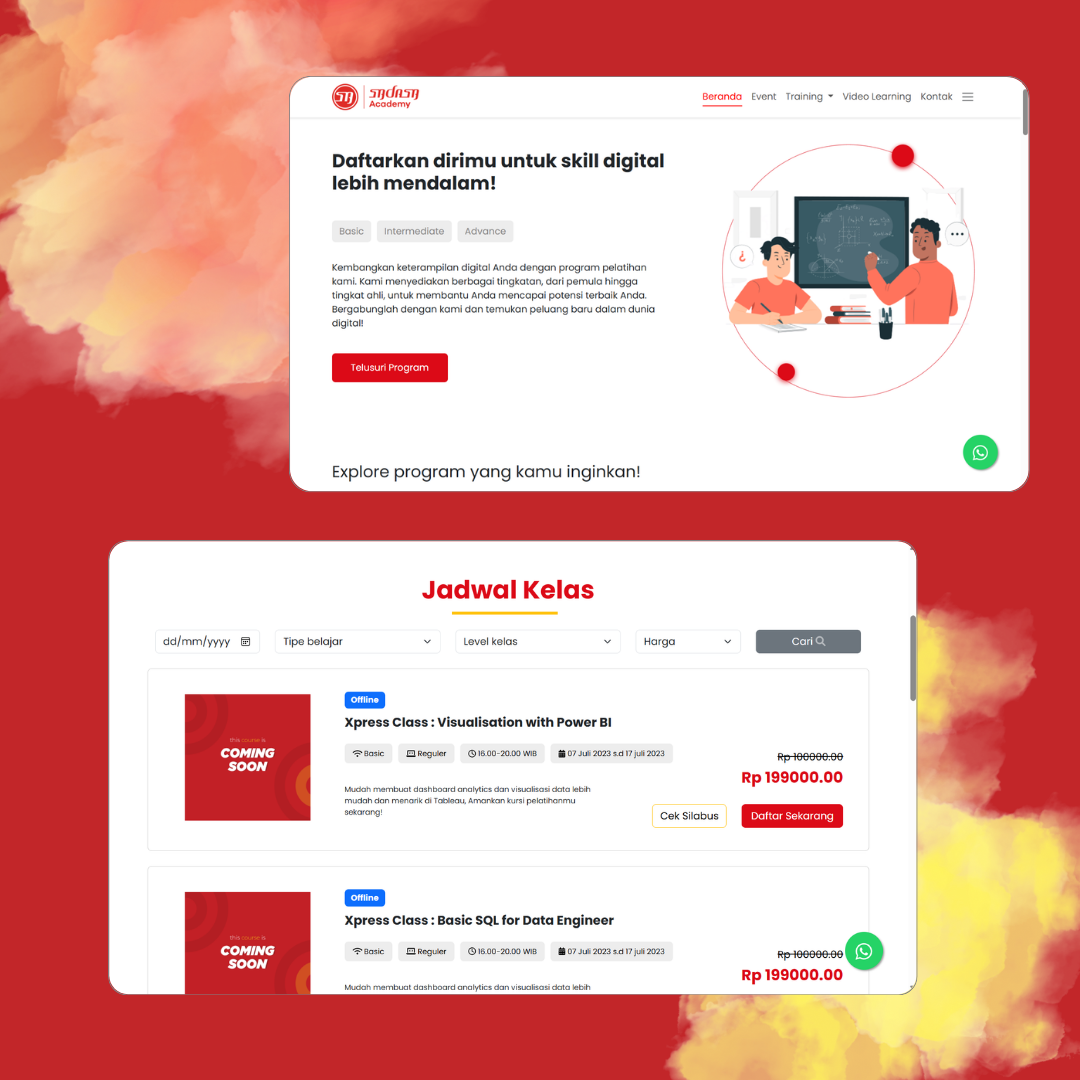 SADASA
Academy
Beranda Event Training Video Learning Kontak
Daftarkan dirimu untuk skill digital
lebih mendalam!
Basic Intermediate Advance
Kembangkan keterampilan digital Anda dengan program pelatihan
kami. Kami menyediakan berbagai tingkatan, dari pemula hingga
tingkat ahli, untuk membantu Anda mencapai potensi terbaik Anda.
Bergabunglah dengan kami dan temukan peluang baru dalam dunia
digital!
Telusuri Program
Explore program yang kamu inginkan!
Jadwal Kelas
dd/mm/yyyy Tipe belajar Level kelas Harga Cari
Offline
Xpress Class : Visualisation with Power BI
this course is
COMING
SOON
Basic Reguler 16.00-20.00 WIB 07 Juli 2023 s.d 17 juli 2023
Rp 100000.00
Rp 199000.00
Mudah membuat dashboard analytics dan visualisasi data lebih
mudah dan menarik di Tableau, Amankan kursi pelatihanmu
sekarang!
Cek Silabus Daftar Sekarang
Offline
Xpress Class : Basic SQL for Data Engineer
this course is
COMING
SOON
Basic Reguler 16.00-20.00 WIB 07 Juli 2023 s.d 17 juli 2023
Rp 100000.00
Rp 199000.00
Mudah membuat dashboard analytics dan visualisasi data lebih